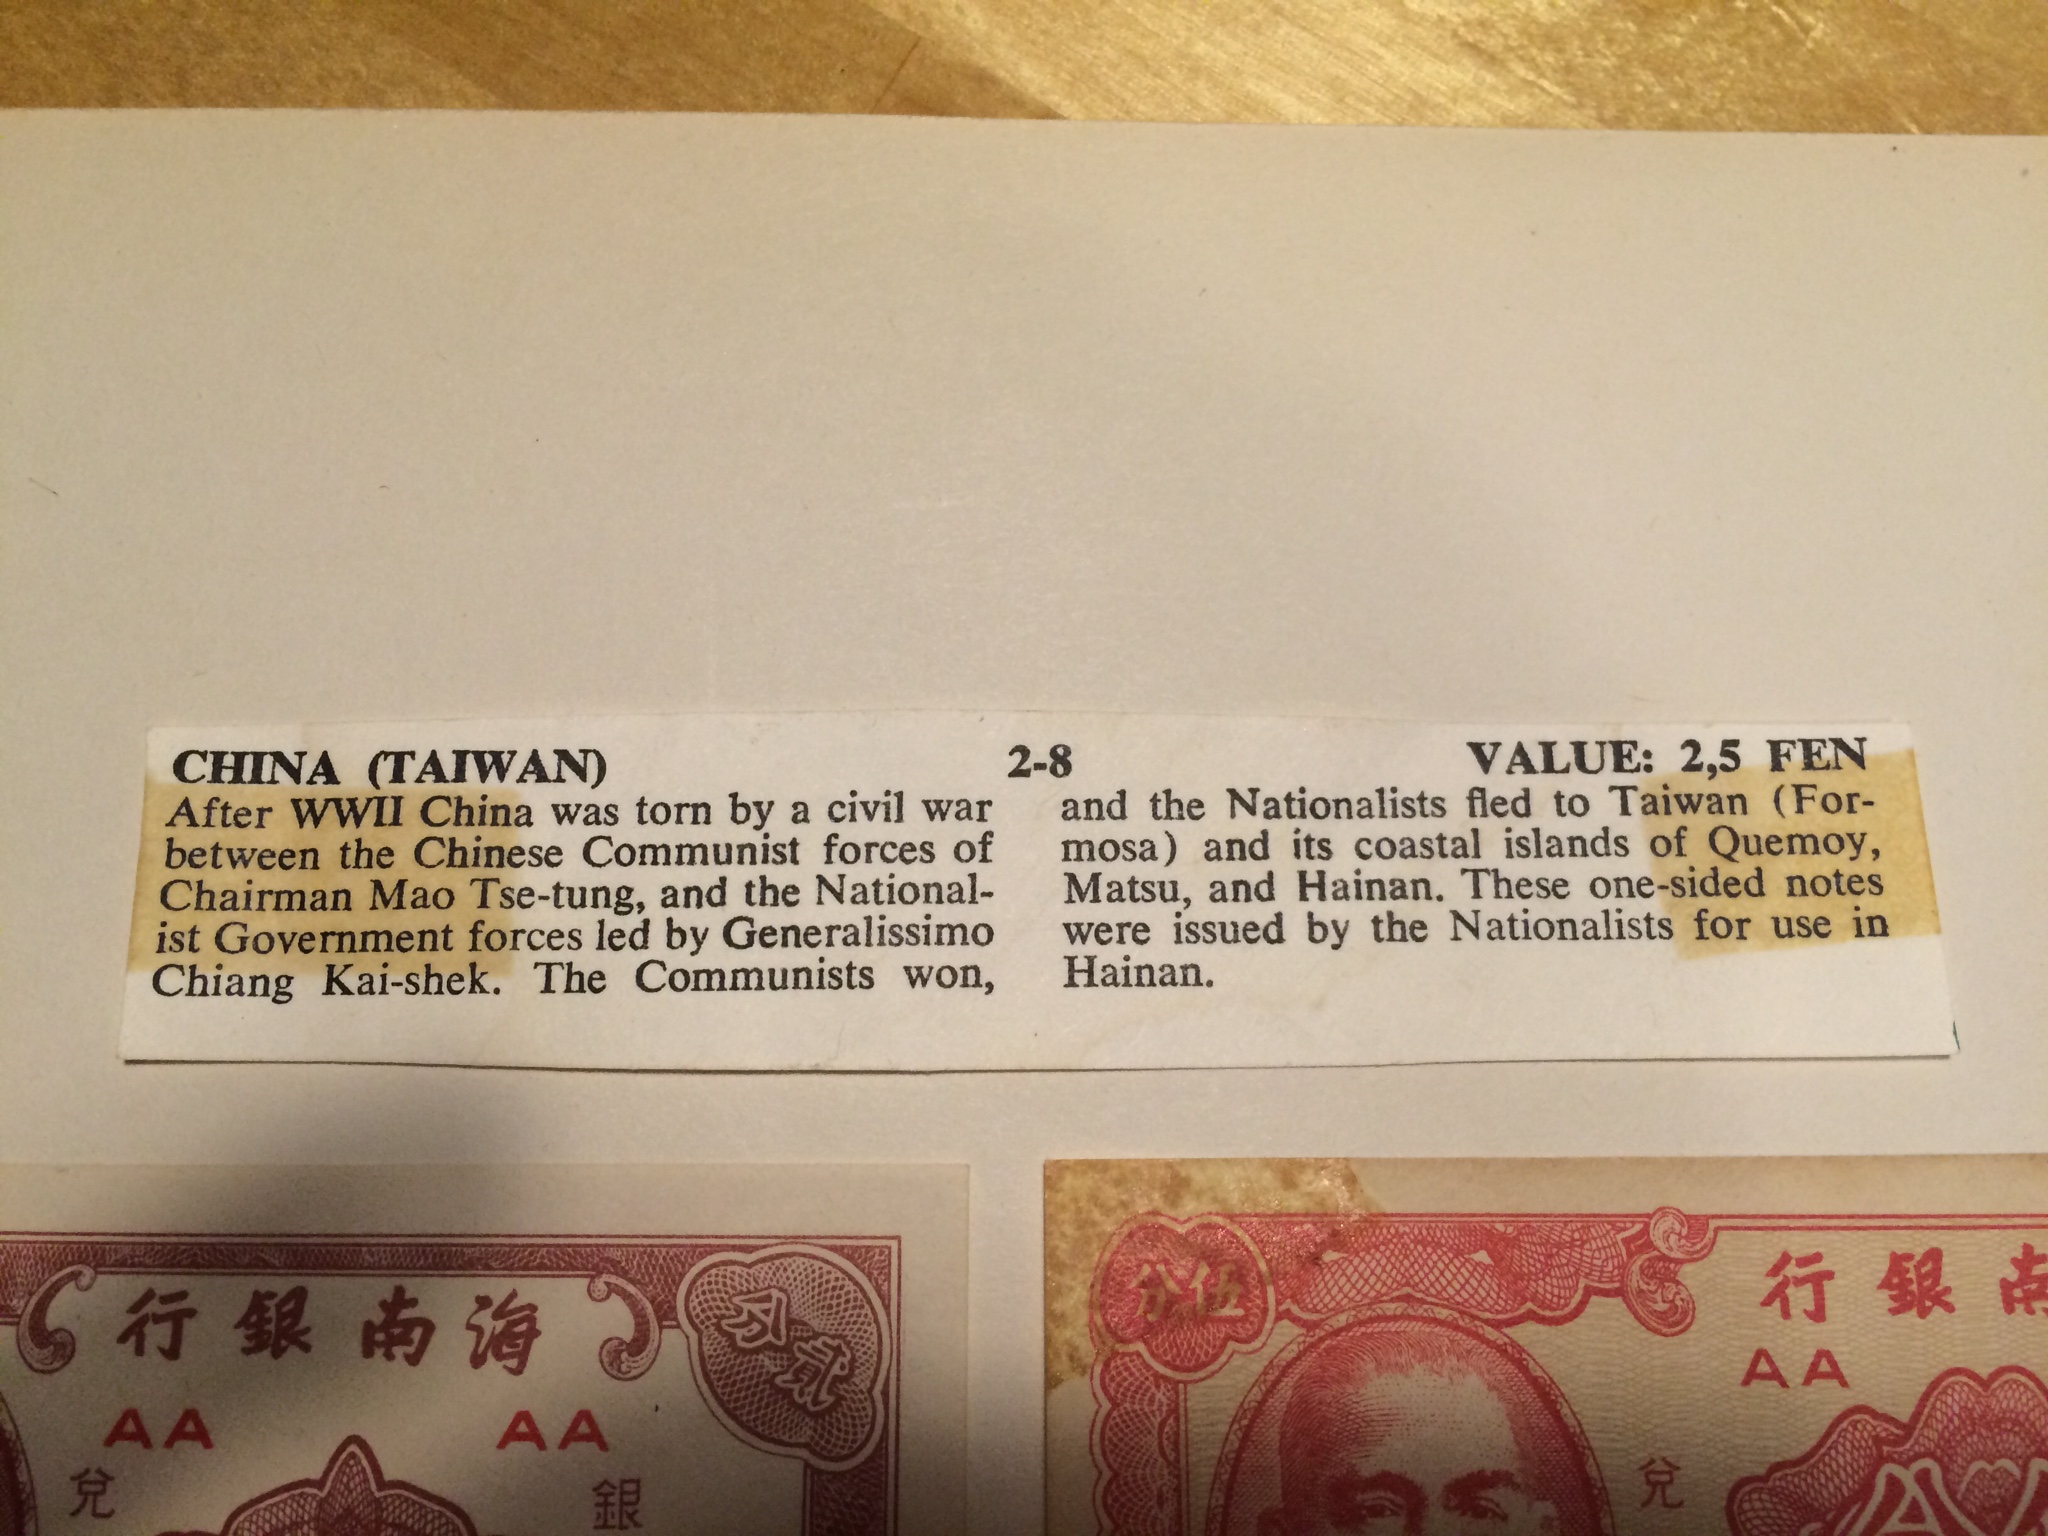 CHINA (TAIWAN) 2-8 VALUE: 2,5 FEN
After WWII China was torn by a civil war
between the Chinese Communist forces of
Chairman Mao Tse-tung, and the National-
ist Government forces led by Generalissimo
Chiang Kai-shek. The Communists won,
and the Nationalists fled to Taiwan (For-
mosa) and its coastal islands of Quemoy,
Matsu, and Hainan. These one-sided notes
were issued by the Nationalists for use in
Hainan.
行銀南海
分貳
AA AA
兌 銀
分伍
行銀南
AA
兌